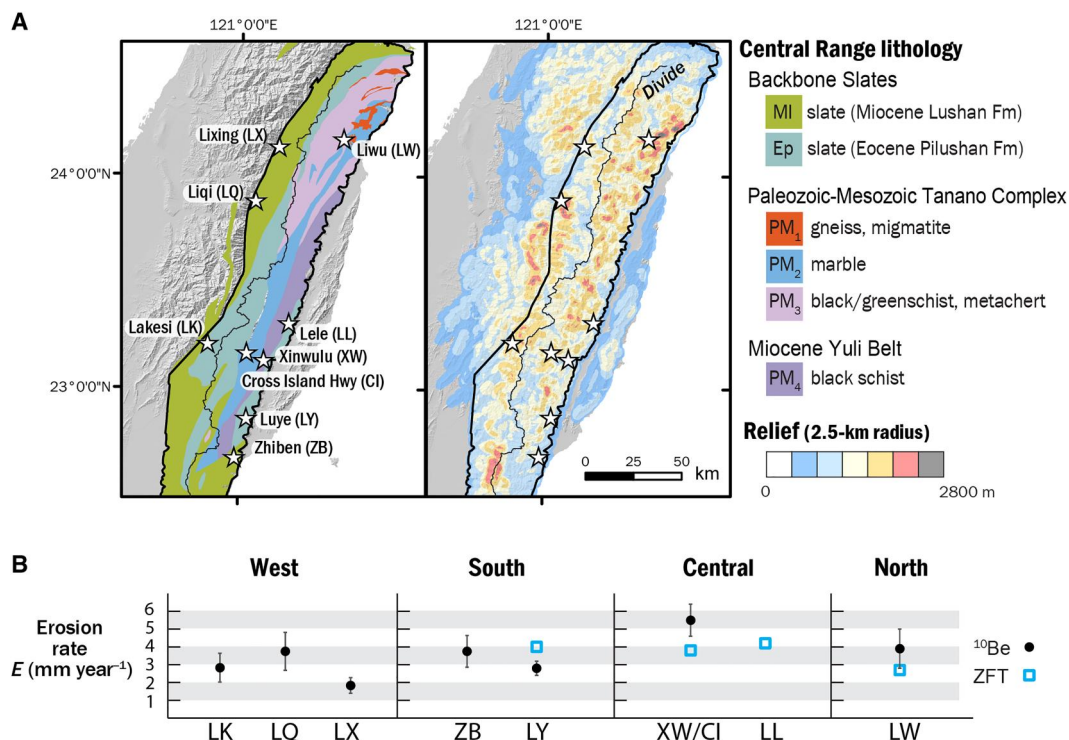 A
121°0'0"E
121°0'0"E
24°0'0"N
23°0'0"N
Lixing (LX)
Liwu (LW)
Liqi (LQ)
Lakesi (LK)
Lele (LL)
Xinwulu (XW)
Cross Island Hwy (CI)
Luye (LY)
Zhiben (ZB)
Divide
0 25 50
km
Central Range lithology
Backbone Slates
Ml slate (Miocene Lushan Fm)
Ep slate (Eocene Pilushan Fm)
Paleozoic-Mesozoic Tanano Complex
PM₁ gneiss, migmatite
PM₂ marble
PM₃ black/greenschist, metachert
Miocene Yuli Belt
PM₄ black schist
Relief (2.5-km radius)
0 2800 m
B
West South Central North
Erosion
rate
E (mm year⁻¹)
6
5
4
3
2
1
¹⁰Be
ZFT
LK LQ LX ZB LY XW/CI LL LW